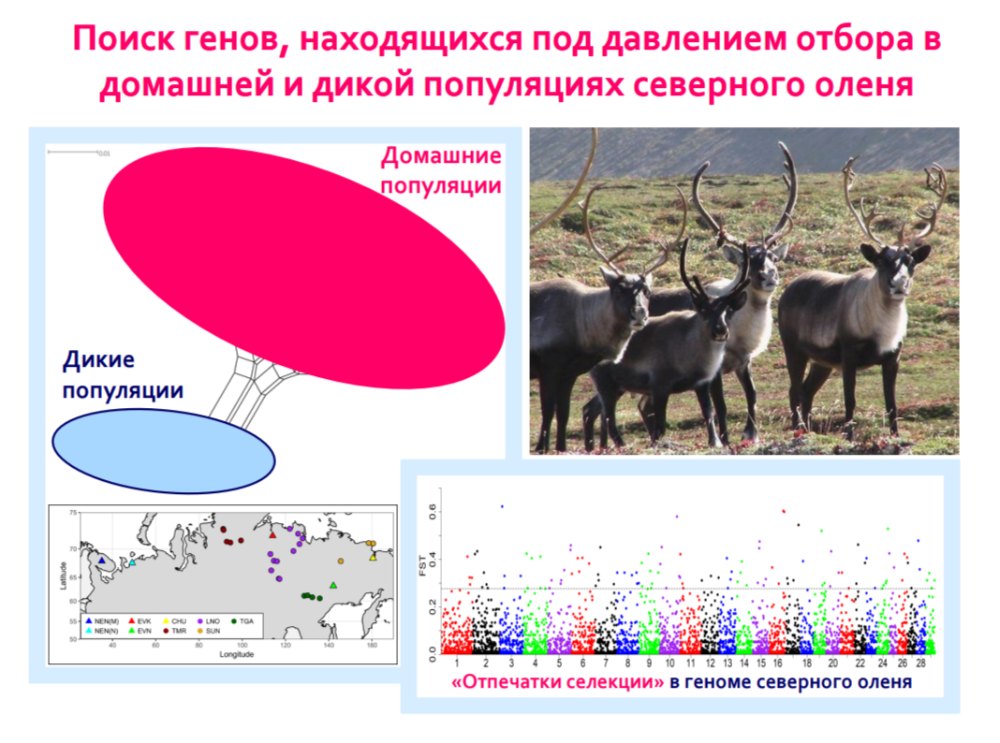 Поиск генов, находящихся под давлением отбора в
домашней и дикой популяциях северного оленя
0.01
Домашние
популяции
Дикие
популяции
75
70
65
60
55
50
Latitude
40 60 80 100 120 140 160
Longitude
NEN(M) EVK CHU LNO TGA
NEN(N) EVN TMR SUN
0.6
0.4
0.2
0.0
FST
1 2 3 4 5 6 7 8 9 10 11 12 13 14 15 16 18 20 22 24 26 28
«Отпечатки селекции» в геноме северного оленя